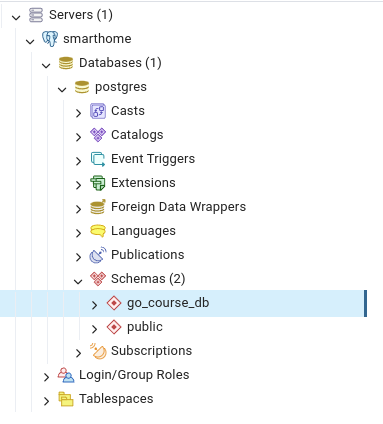 Servers (1)
smarthome
Databases (1)
postgres
Casts
Catalogs
Event Triggers
Extensions
Foreign Data Wrappers
Languages
Publications
Schemas (2)
go_course_db
public
Subscriptions
Login/Group Roles
Tablespaces